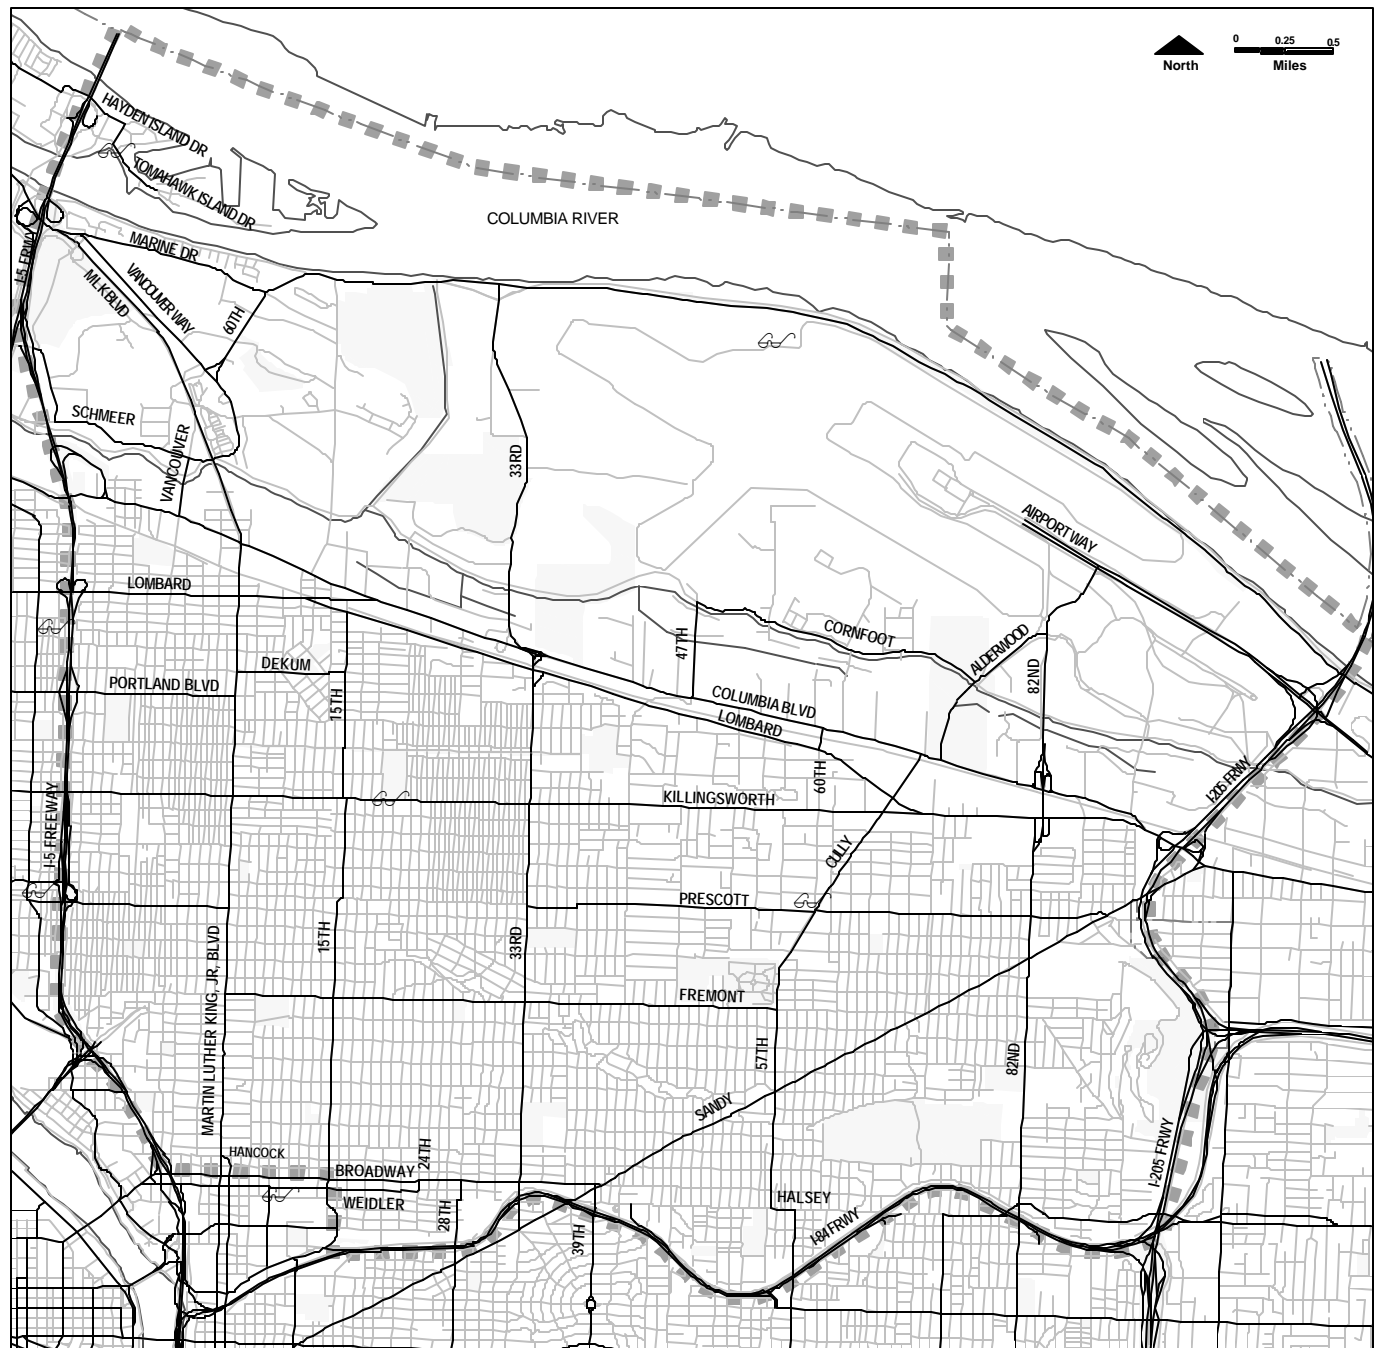 0 0.25 0.5
North Miles
HAYDEN ISLAND DR
TOMAHAWK ISLAND DR
COLUMBIA RIVER
MARINE DR
I-5 FRWY
VANCOUVER WAY
MLK BLVD
60TH
SCHMEER
VANCOUVER
33RD
AIRPORT WAY
LOMBARD
CORNFOOT
47TH
ALDERWOOD
DEKUM
82ND
PORTLAND BLVD
15TH
COLUMBIA BLVD
LOMBARD
60TH
I-205 FRWY
I-5 FREEWAY
KILLINGSWORTH
CULLY
PRESCOTT
15TH
33RD
MARTIN LUTHER KING, JR, BLVD
FREMONT
57TH
82ND
SANDY
HANCOCK
24TH
BROADWAY
I-205 FRWY
WEIDLER
HALSEY
28TH
39TH
I-84 FRWY